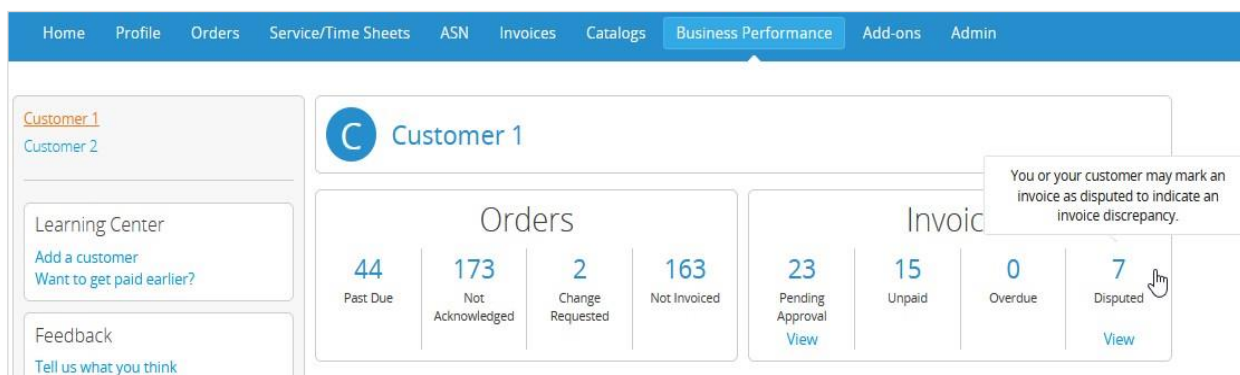 Home Profile Orders Service/Time Sheets ASN Invoices Catalogs Business Performance Add-ons Admin
Customer 1
Customer 2
Learning Center
Add a customer
Want to get paid earlier?
Feedback
Tell us what you think
C Customer 1
You or your customer may mark an
invoice as disputed to indicate an
invoice discrepancy.
Orders
44 173 2 163
Past Due Not Change Not Invoiced
Acknowledged Requested
Invoic
23 15 0 7
Pending Unpaid Overdue Disputed
Approval
View View